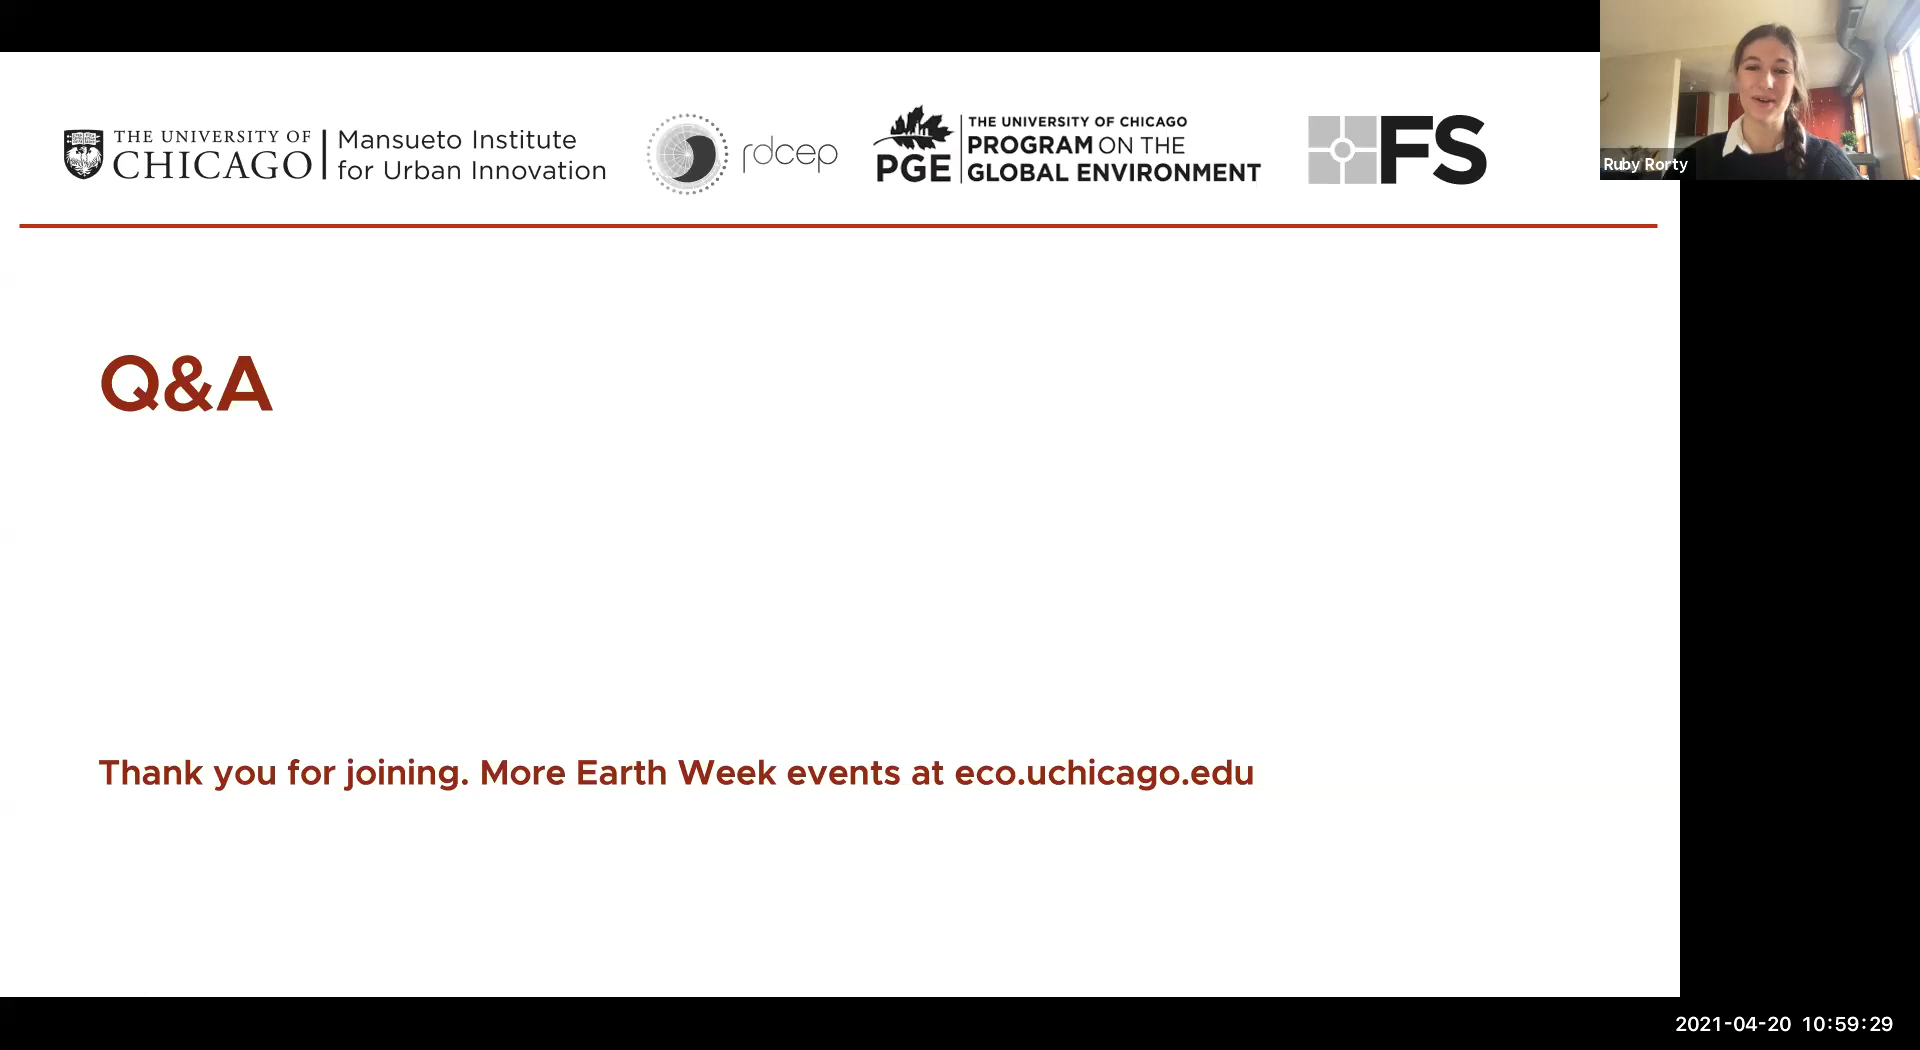 THE UNIVERSITY OF
CHICAGO
Mansueto Institute
for Urban Innovation
rdcep
PGE
THE UNIVERSITY OF CHICAGO
PROGRAM ON THE
GLOBAL ENVIRONMENT
FS
Ruby Rorty
Q&A
Thank you for joining. More Earth Week events at eco.uchicago.edu
2021-04-20 10:59:29